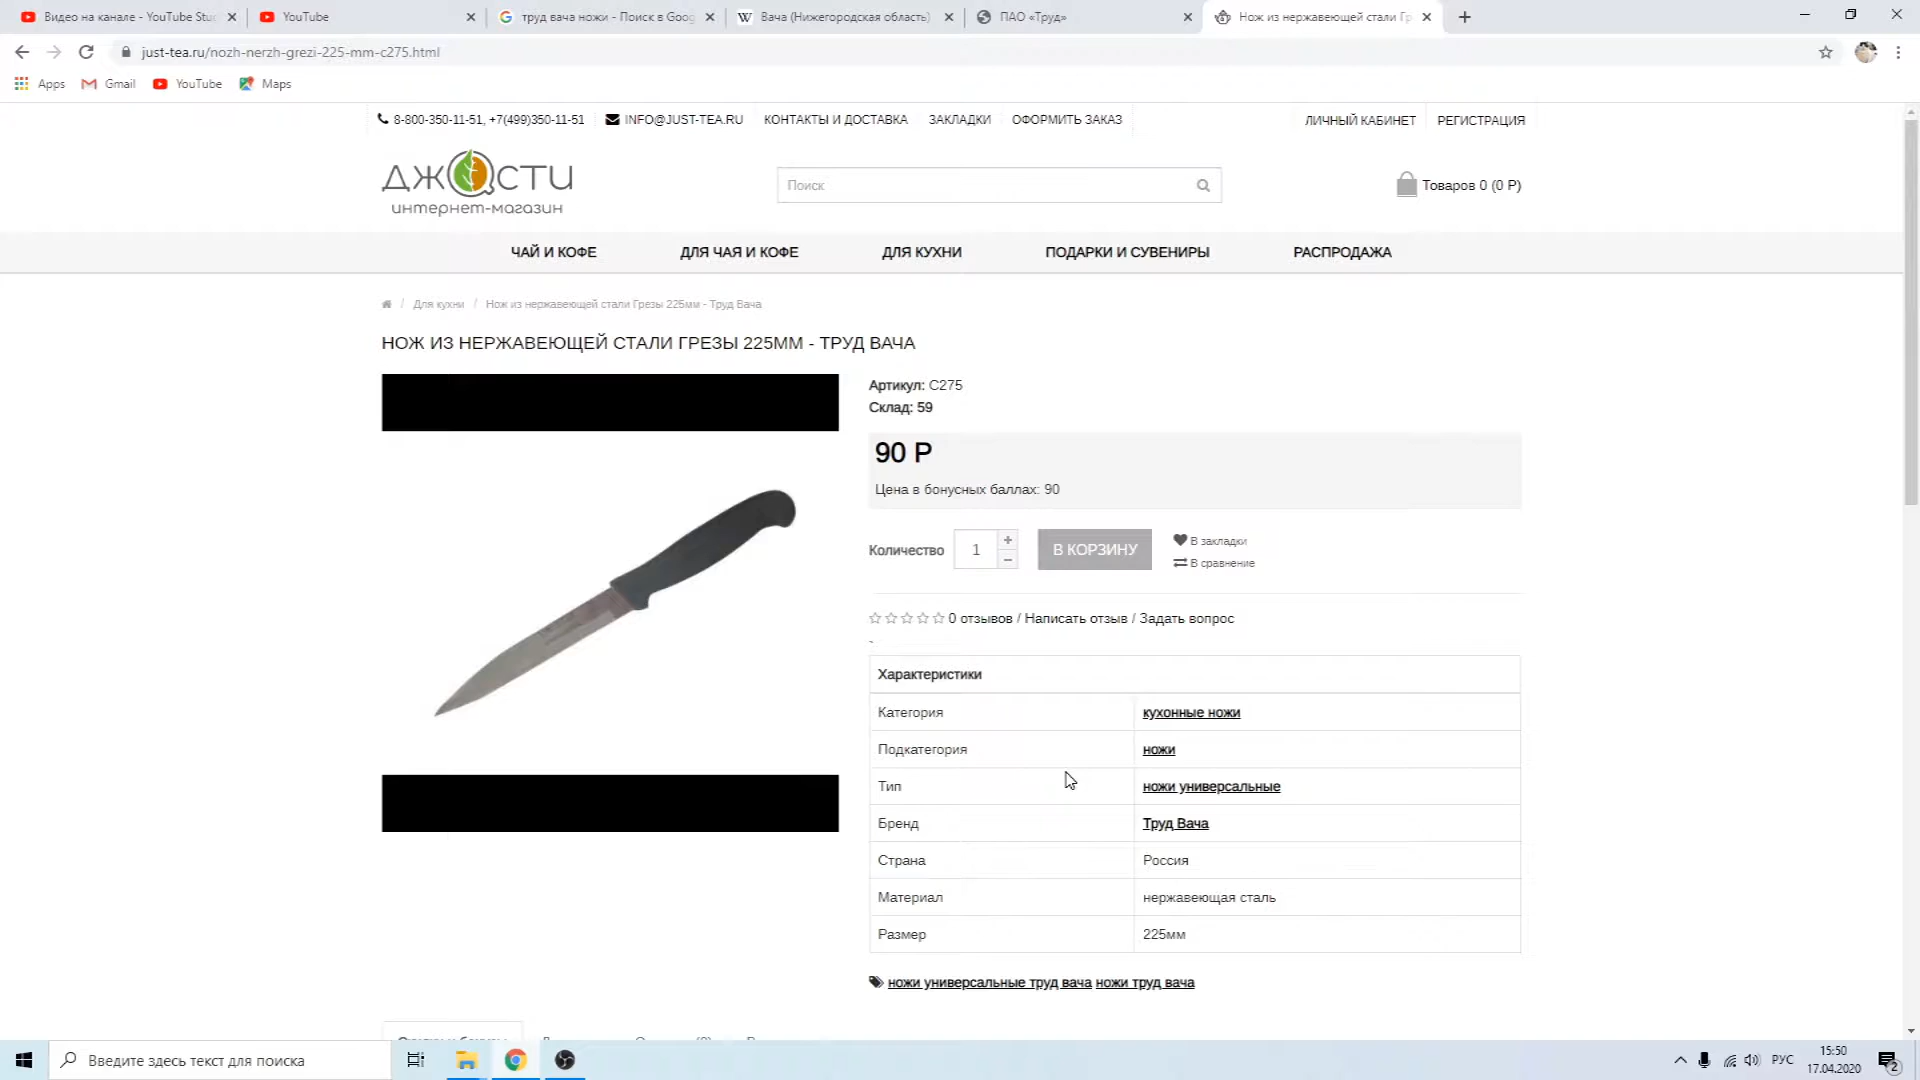 Видео на канале - YouTube Stu
YouTube
труд вача ножи - Поиск в Goog
Вача (Нижегородская область)
ПАО «Труд»
Нож из нержавеющей стали Гр
just-tea.ru/nozh-nerzh-grezi-225-mm-c275.html
Apps Gmail YouTube Maps
8-800-350-11-51, +7(499)350-11-51 INFO@JUST-TEA.RU КОНТАКТЫ И ДОСТАВКА ЗАКЛАДКИ ОФОРМИТЬ ЗАКАЗ ЛИЧНЫЙ КАБИНЕТ РЕГИСТРАЦИЯ
ДЖАСТИ
интернет-магазин
Поиск
Товаров 0 (0 Р)
ЧАЙ И КОФЕ ДЛЯ ЧАЯ И КОФЕ ДЛЯ КУХНИ ПОДАРКИ И СУВЕНИРЫ РАСПРОДАЖА
/ Для кухни / Нож из нержавеющей стали Грезы 225мм - Труд Вача
НОЖ ИЗ НЕРЖАВЕЮЩЕЙ СТАЛИ ГРЕЗЫ 225ММ - ТРУД ВАЧА
Артикул: C275
Склад: 59
90 Р
Цена в бонусных баллах: 90
Количество 1 + − В КОРЗИНУ
В закладки
В сравнение
0 отзывов / Написать отзыв / Задать вопрос
Характеристики
Категория кухонные ножи
Подкатегория ножи
Тип ножи универсальные
Бренд Труд Вача
Страна Россия
Материал нержавеющая сталь
Размер 225мм
ножи универсальные труд вача ножи труд вача
Введите здесь текст для поиска
РУС
15:50
17.04.2020
2